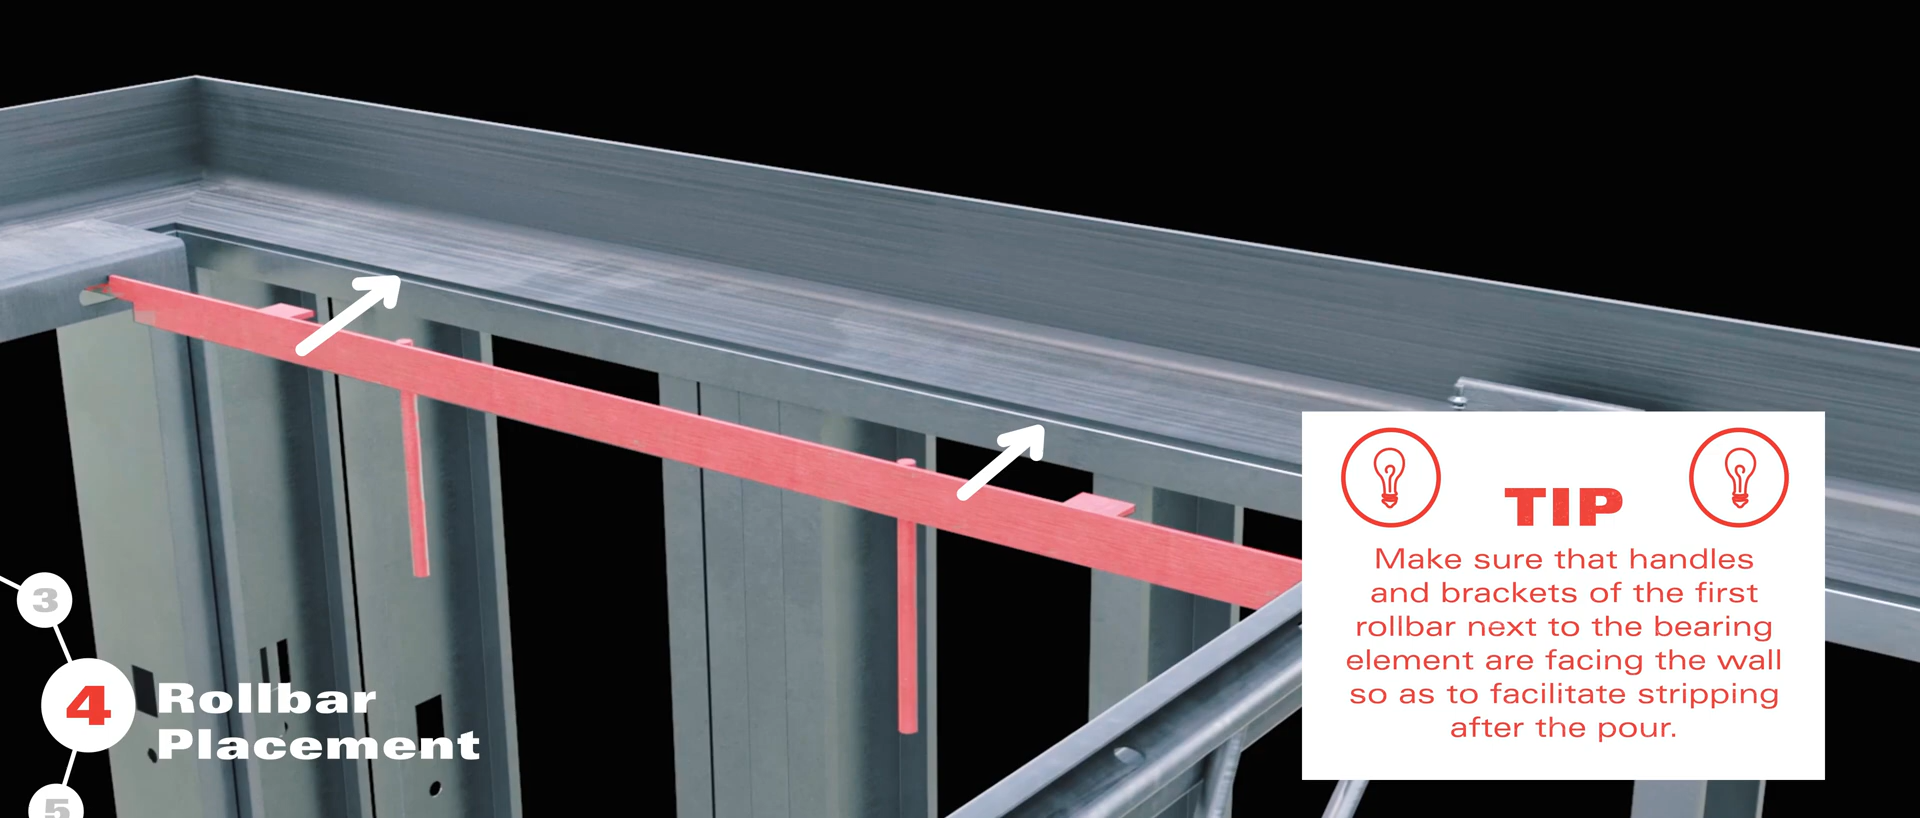 TIP
Make sure that handles
and brackets of the first
rollbar next to the bearing
element are facing the wall
so as to facilitate stripping
after the pour.
3
4
Rollbar
Placement
5